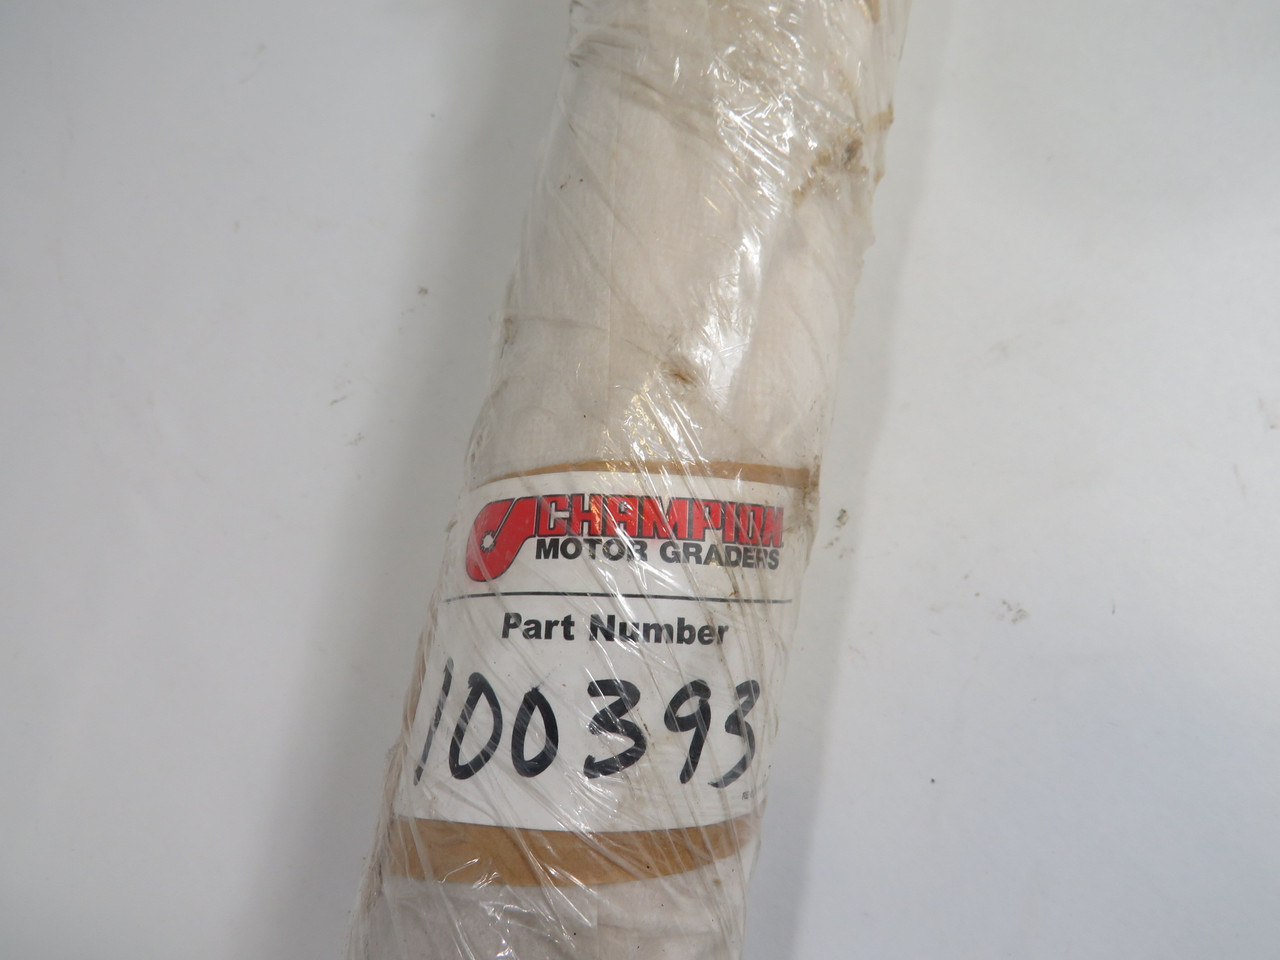 CHAMPION
MOTOR GRADERS
Part Number
100393